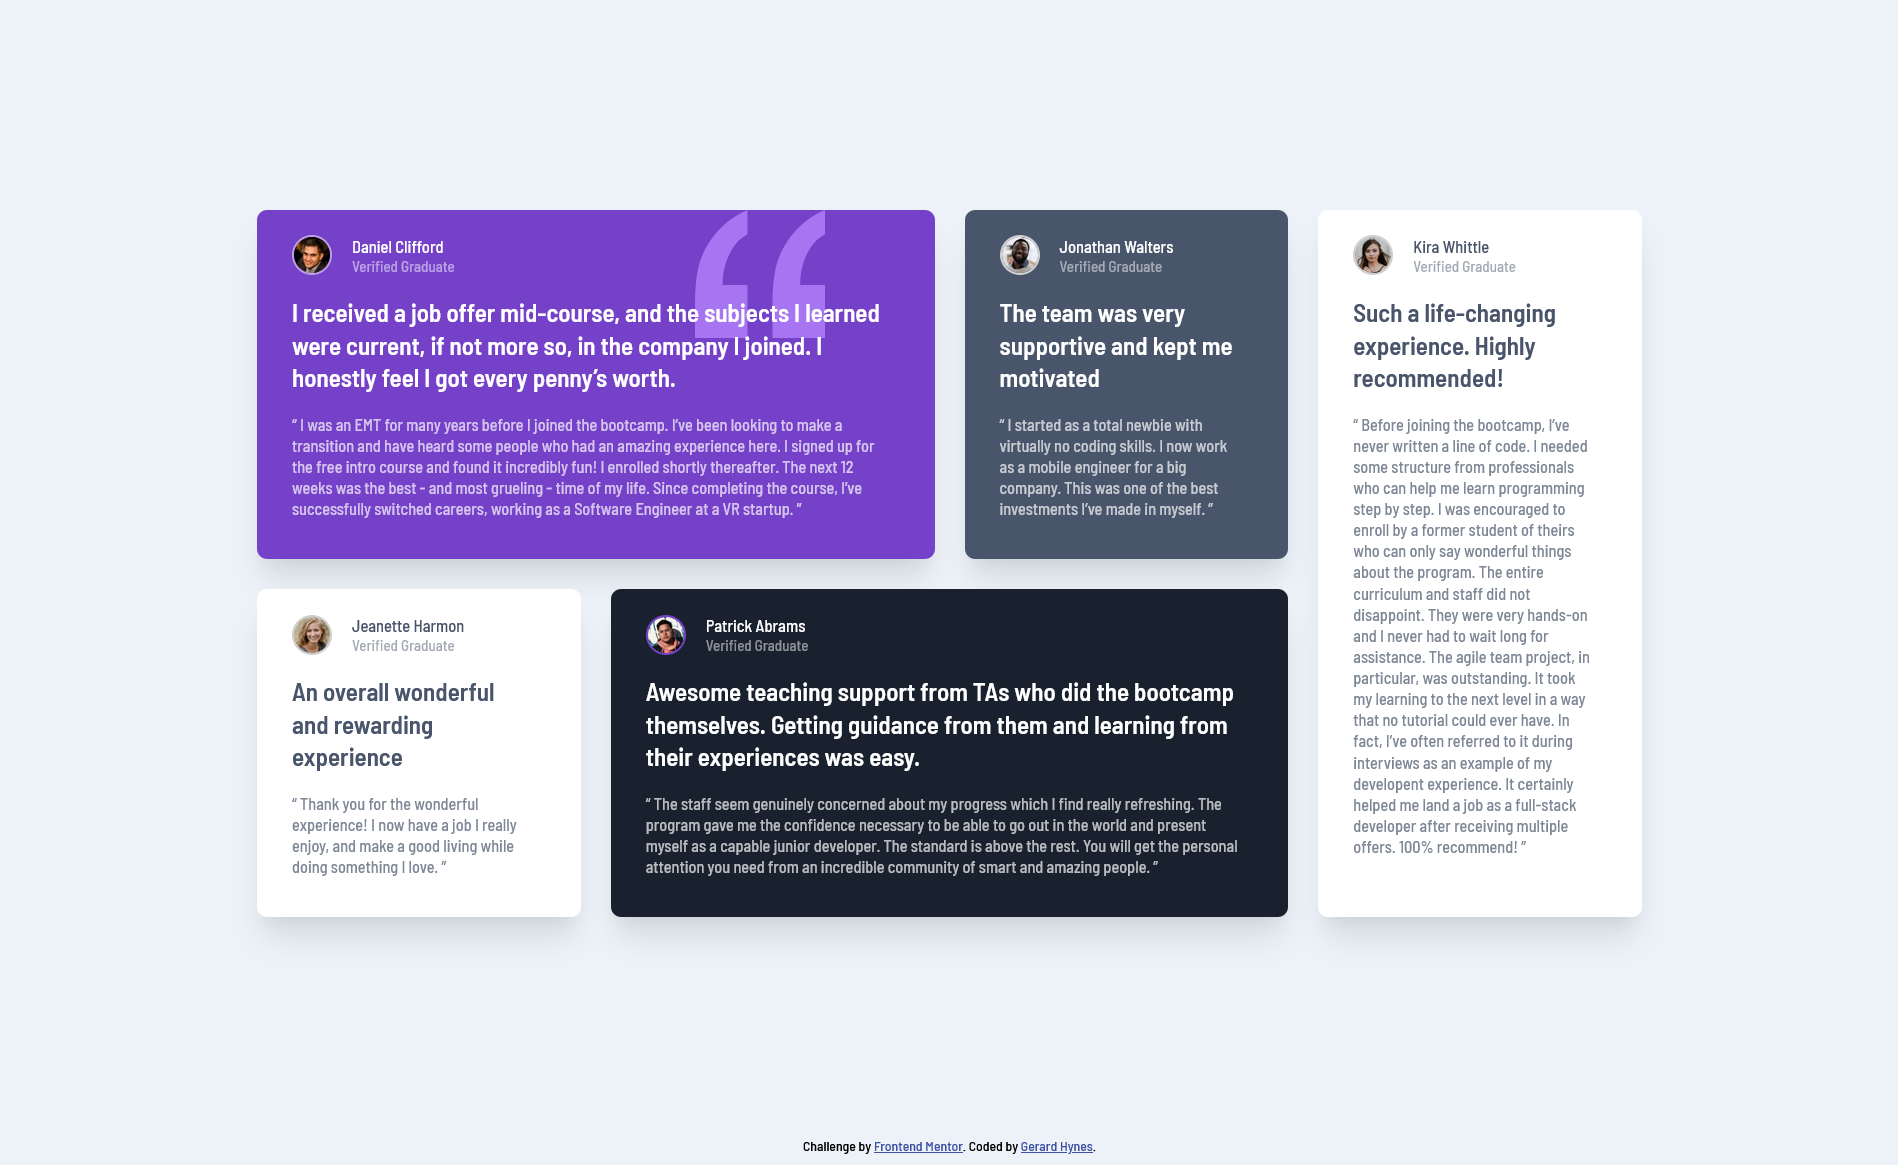 Daniel Clifford
Verified Graduate
I received a job offer mid-course, and the subjects I learned
were current, if not more so, in the company I joined. I
honestly feel I got every penny’s worth.
“ I was an EMT for many years before I joined the bootcamp. I’ve been looking to make a
transition and have heard some people who had an amazing experience here. I signed up for
the free intro course and found it incredibly fun! I enrolled shortly thereafter. The next 12
weeks was the best - and most grueling - time of my life. Since completing the course, I’ve
successfully switched careers, working as a Software Engineer at a VR startup. ”
Jonathan Walters
Verified Graduate
The team was very
supportive and kept me
motivated
“ I started as a total newbie with
virtually no coding skills. I now work
as a mobile engineer for a big
company. This was one of the best
investments I’ve made in myself. ”
Kira Whittle
Verified Graduate
Such a life-changing
experience. Highly
recommended!
“ Before joining the bootcamp, I’ve
never written a line of code. I needed
some structure from professionals
who can help me learn programming
step by step. I was encouraged to
enroll by a former student of theirs
who can only say wonderful things
about the program. The entire
curriculum and staff did not
disappoint. They were very hands-on
and I never had to wait long for
assistance. The agile team project, in
particular, was outstanding. It took
my learning to the next level in a way
that no tutorial could ever have. In
fact, I’ve often referred to it during
interviews as an example of my
developent experience. It certainly
helped me land a job as a full-stack
developer after receiving multiple
offers. 100% recommend! ”
Jeanette Harmon
Verified Graduate
An overall wonderful
and rewarding
experience
“ Thank you for the wonderful
experience! I now have a job I really
enjoy, and make a good living while
doing something I love. ”
Patrick Abrams
Verified Graduate
Awesome teaching support from TAs who did the bootcamp
themselves. Getting guidance from them and learning from
their experiences was easy.
“ The staff seem genuinely concerned about my progress which I find really refreshing. The
program gave me the confidence necessary to be able to go out in the world and present
myself as a capable junior developer. The standard is above the rest. You will get the personal
attention you need from an incredible community of smart and amazing people. ”
Challenge by Frontend Mentor. Coded by Gerard Hynes.